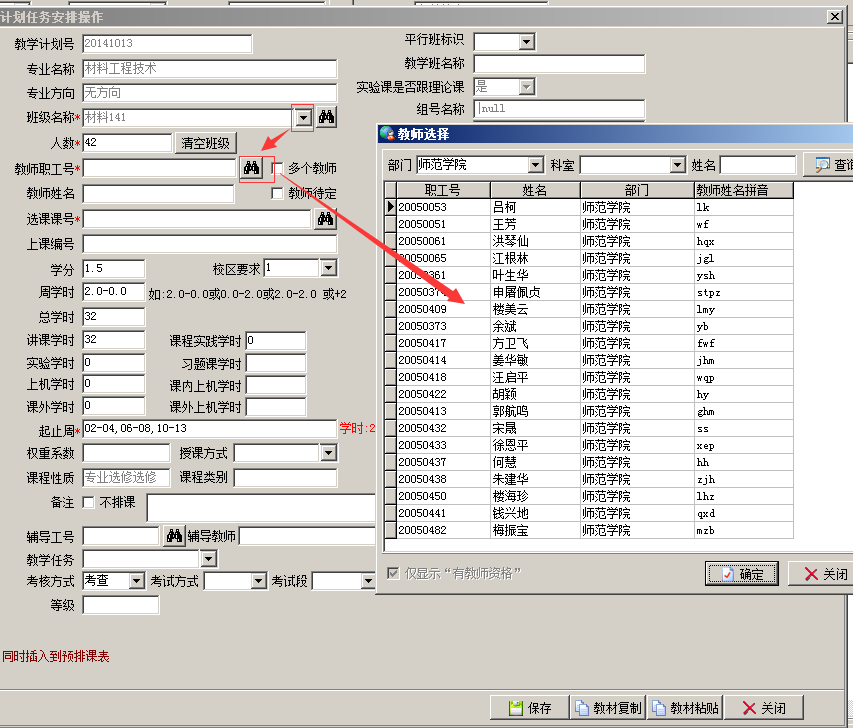 计划任务安排操作
教学计划号 20141013
平行班标识
专业名称 材料工程技术
教学班名称
专业方向 无方向
实验课是否跟理论课 是
班级名称* 材料141
组号名称 null
人数* 42 清空班级
教师职工号* 多个教师
教师姓名 教师待定
选课课号*
上课编号
学分 1.5 校区要求 1
周学时 2.0-0.0 如:2.0-0.0或0.0-2.0或2.0-2.0 或+2
总学时 32
讲课学时 32 课程实践学时 0
实验学时 0 习题课学时
上机学时 0 课内上机学时
课外学时 0 课外上机学时
起止周* 02-04,06-08,10-13 学时:2
权重系数 授课方式
课程性质 专业选修选修 课程类别
备注 不排课
辅导工号 辅导教师
教学任务
考核方式 考查 考试方式 考试段
等级
同时插入到预排课表
保存 教材复制 教材粘贴 关闭
教师选择
部门 师范学院 科室 姓名 查询
职工号 姓名 部门 教师姓名拼音
20050053 吕柯 师范学院 lk
20050051 王芳 师范学院 wf
20050061 洪琴仙 师范学院 hqx
20050065 江根林 师范学院 jgl
361 叶生华 师范学院 ysh
2005037 申屠佩贞 师范学院 stpz
20050409 楼美云 师范学院 lmy
20050373 余斌 师范学院 yb
20050417 方卫飞 师范学院 fwf
20050414 姜华敏 师范学院 jhm
20050418 汪启平 师范学院 wqp
20050422 胡颖 师范学院 hy
20050413 郭航鸣 师范学院 ghm
20050432 宋晟 师范学院 ss
20050433 徐恩平 师范学院 xep
20050437 何慧 师范学院 hh
20050438 朱建华 师范学院 zjh
20050450 楼海珍 师范学院 lhz
20050441 钱兴地 师范学院 qxd
20050482 梅振宝 师范学院 mzb
仅显示“有教师资格”
确定 关闭